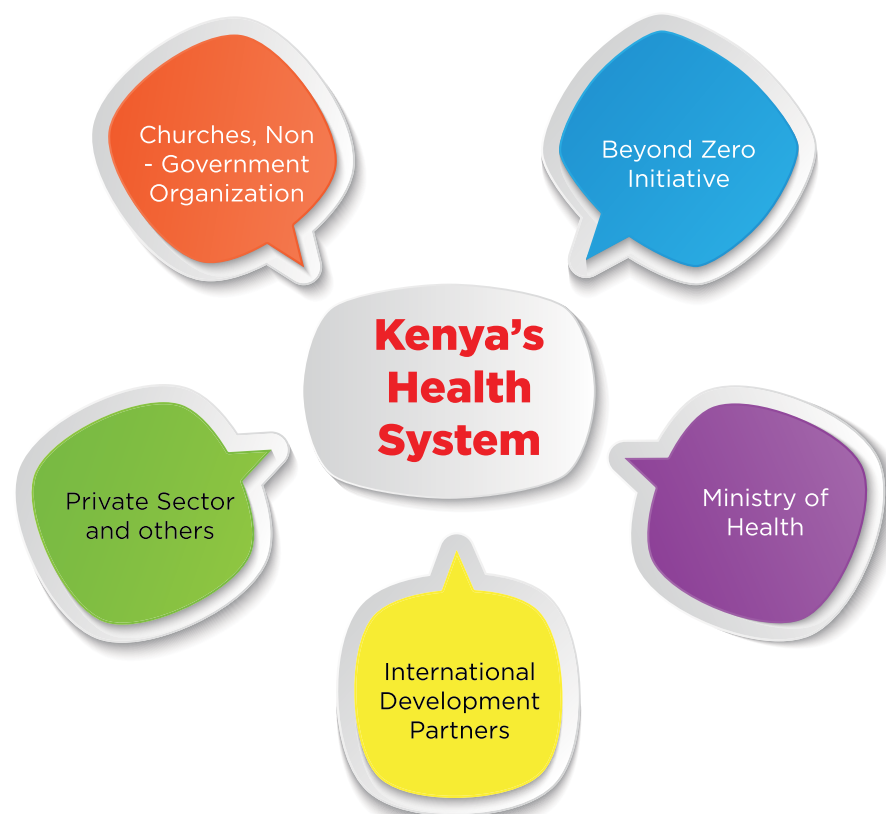 Churches, Non
- Government
Organization
Beyond Zero
Initiative
Kenya’s
Health
System
Private Sector
and others
Ministry of
Health
International
Development
Partners